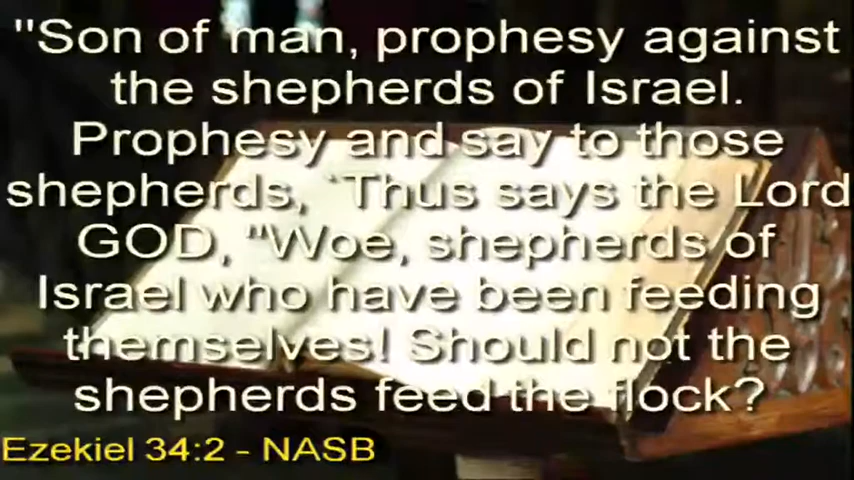 "Son of man, prophesy against
the shepherds of Israel.
Prophesy and say to those
shepherds, `Thus says the Lord
GOD, "Woe, shepherds of
Israel who have been feeding
themselves! Should not the
shepherds feed the flock?
Ezekiel 34:2 - NASB